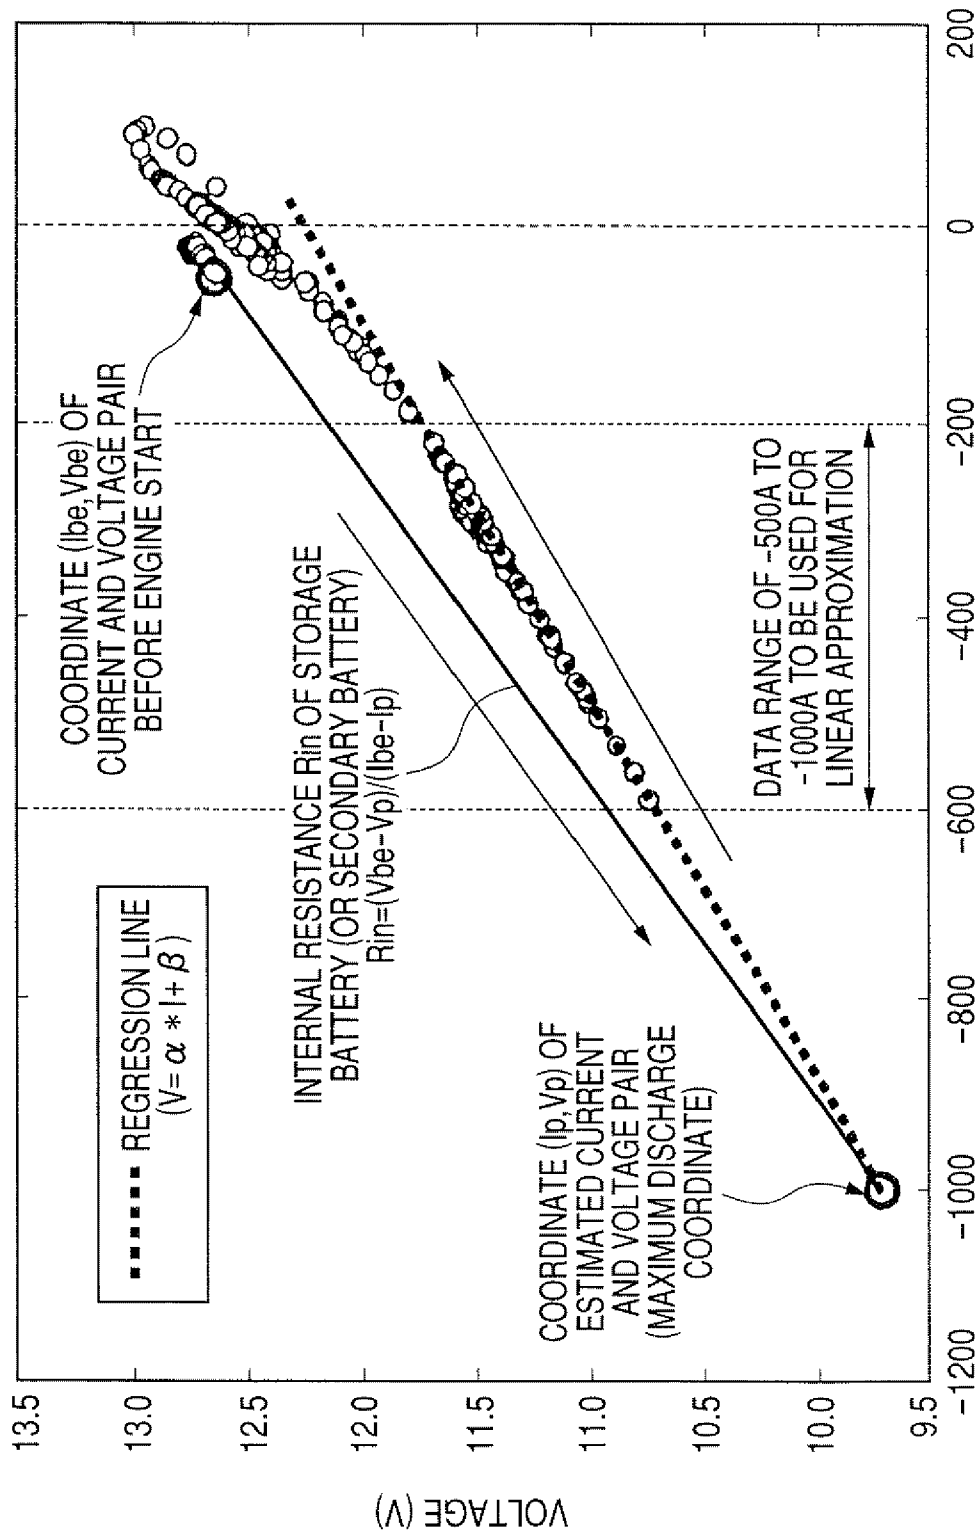 REGRESSION LINE
(V= α * I + β )
COORDINATE (Ibe,Vbe) OF
CURRENT AND VOLTAGE PAIR
BEFORE ENGINE START
INTERNAL RESISTANCE Rin OF STORAGE
BATTERY (OR SECONDARY BATTERY)
Rin=(Vbe-Vp)/(Ibe-Ip)
COORDINATE (Ip,Vp) OF
ESTIMATED CURRENT
AND VOLTAGE PAIR
(MAXIMUM DISCHARGE
COORDINATE)
DATA RANGE OF -500A TO
-1000A TO BE USED FOR
LINEAR APPROXIMATION
VOLTAGE (V)
13.5
13.0
12.5
12.0
11.5
11.0
10.5
10.0
9.5
-1200
-1000
-800
-600
-400
-200
0
200